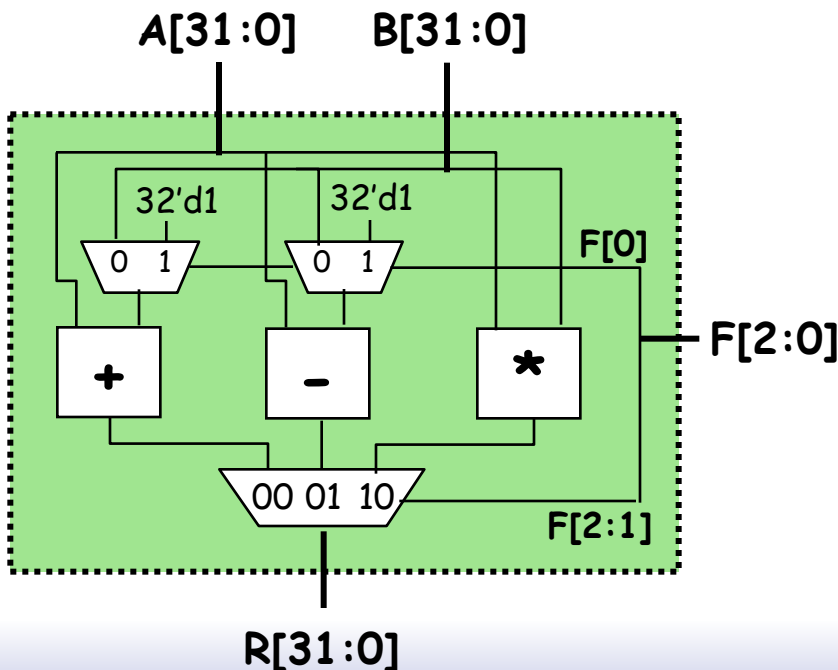 A[31:0] B[31:0]
32'd1 32'd1
0 1 0 1 F[0]
F[2:0]
+ - *
00 01 10
F[2:1]
R[31:0]